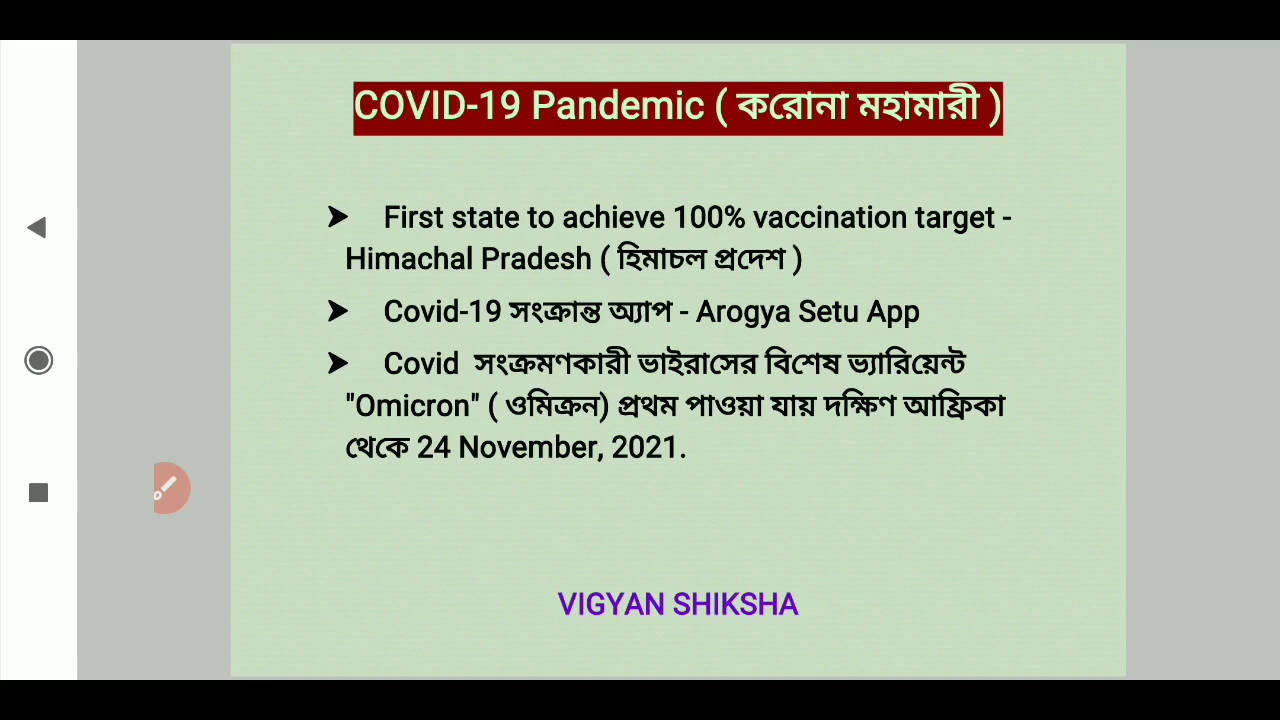 COVID-19 Pandemic ( করোনা মহামারী )
➤ First state to achieve 100% vaccination target -
Himachal Pradesh ( হিমাচল প্রদেশ )
➤ Covid-19 সংক্রান্ত অ্যাপ - Arogya Setu App
➤ Covid সংক্রমণকারী ভাইরাসের বিশেষ ভ্যারিয়েন্ট
"Omicron" ( ওমিক্রন) প্রথম পাওয়া যায় দক্ষিণ আফ্রিকা
থেকে 24 November, 2021.
VIGYAN SHIKSHA